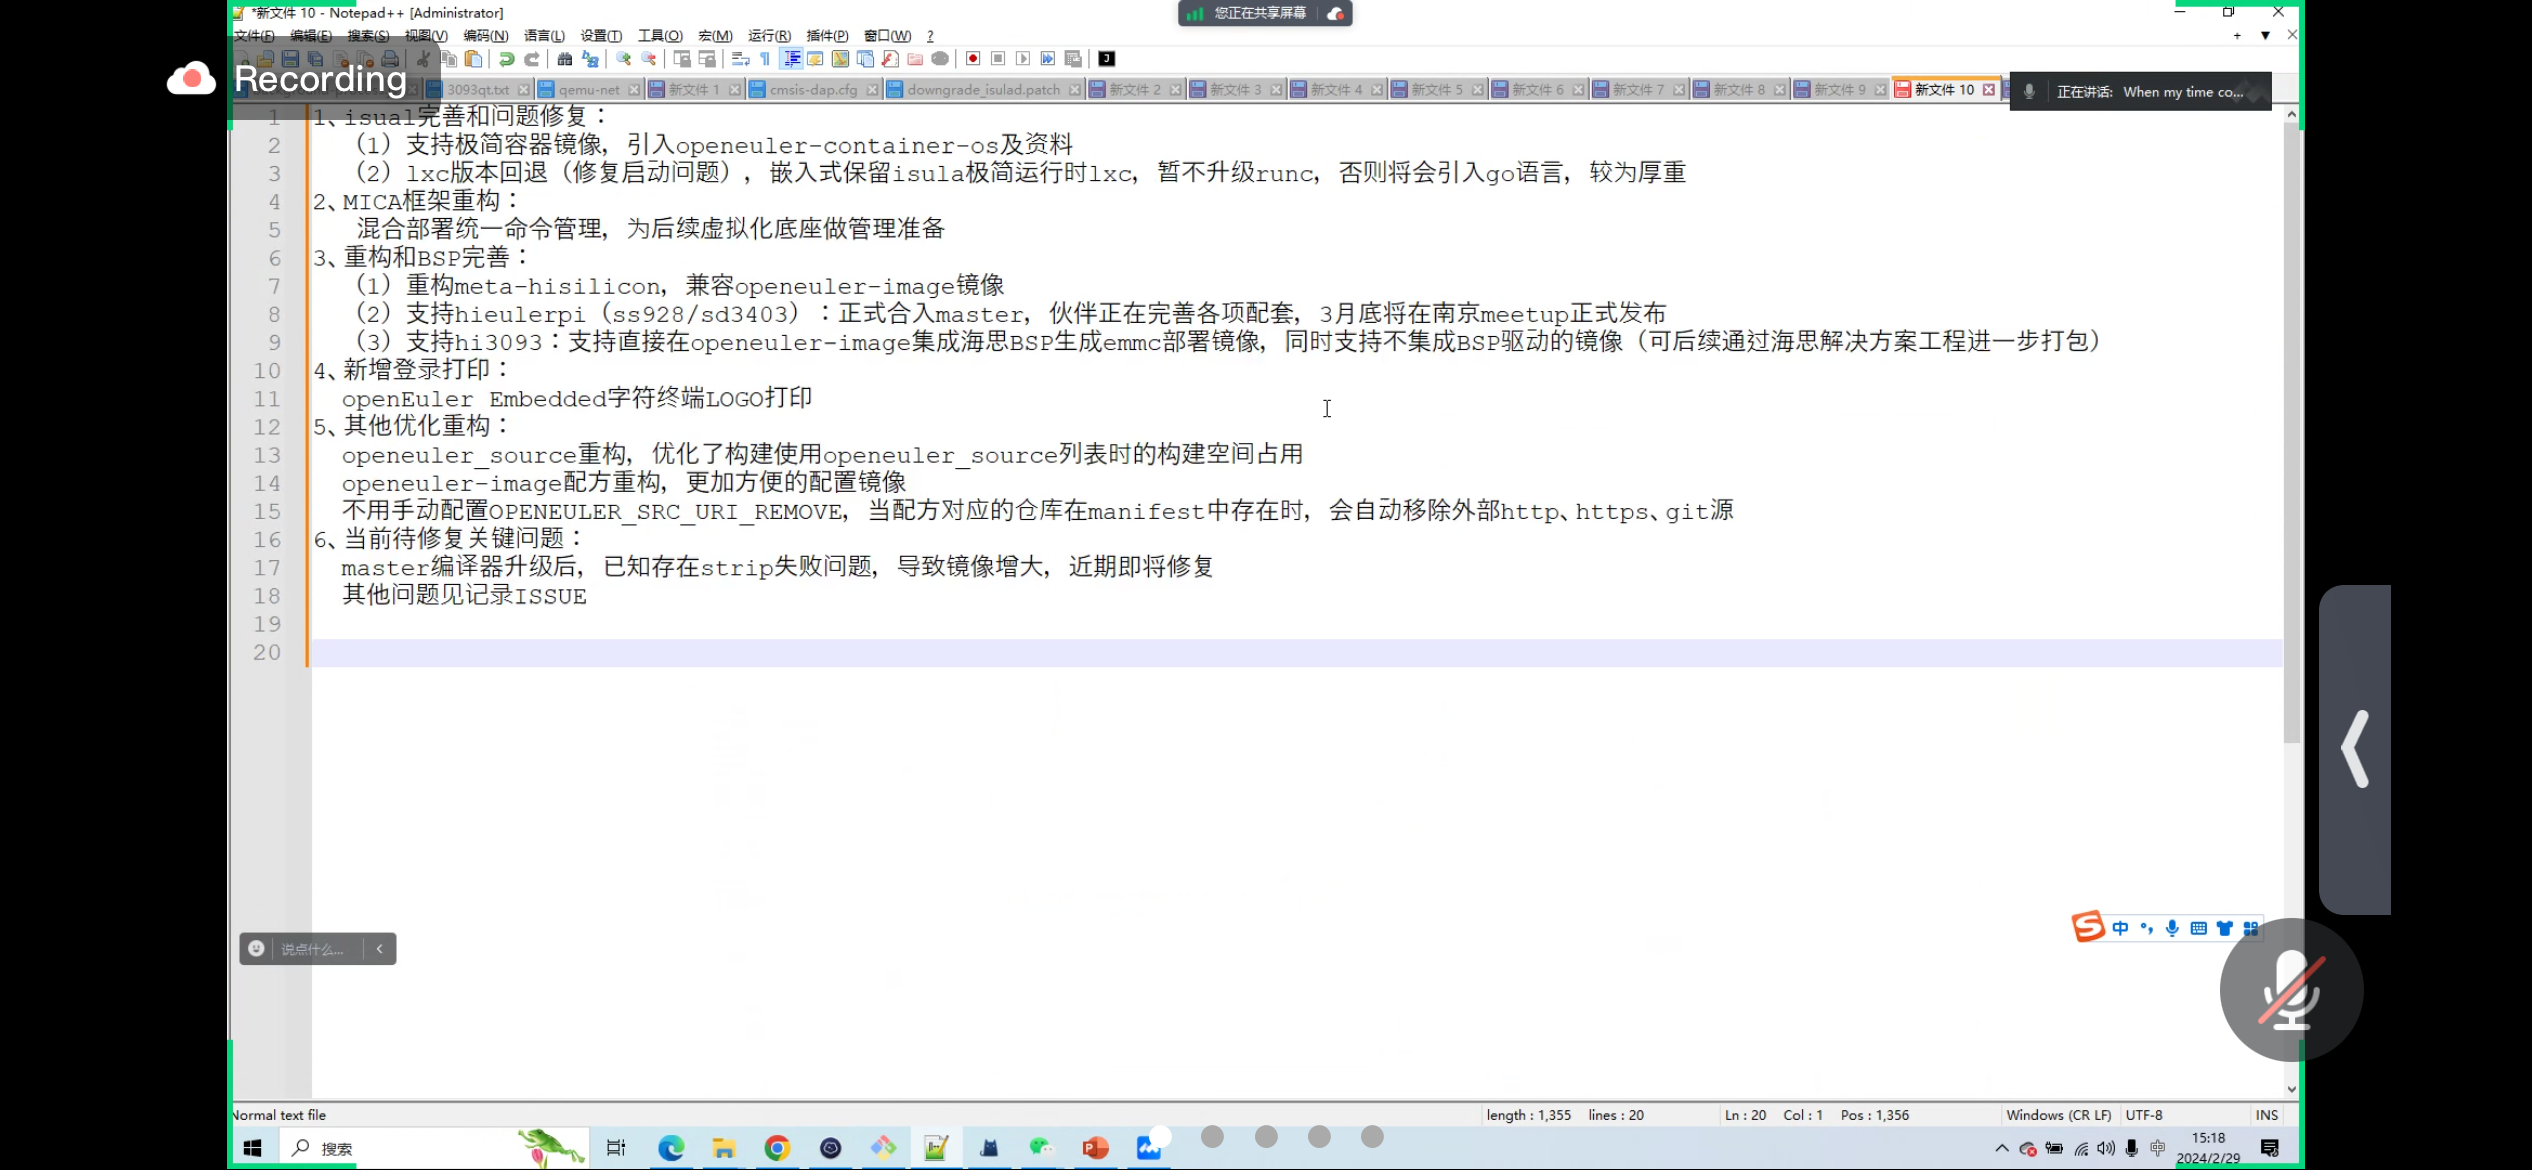 *新文件 10 - Notepad++ [Administrator]
您正在共享屏幕
文件(F) 编辑(E) 搜索(S) 视图(V) 编码(N) 语言(L) 设置(T) 工具(O) 宏(M) 运行(R) 插件(P) 窗口(W) ?
Recording
3093qt.txt qemu-net 新文件 1 cmsis-dap.cfg downgrade_isulad.patch 新文件 2 新文件 3 新文件 4 新文件 5 新文件 6 新文件 7 新文件 8 新文件 9 新文件 10
正在讲话: When my time co...
1 1、isual完善和问题修复：
2 （1）支持极简容器镜像，引入openeuler-container-os及资料
3 （2）lxc版本回退（修复启动问题），嵌入式保留isula极简运行时lxc，暂不升级runc，否则将会引入go语言，较为厚重
4 2、MICA框架重构：
5 混合部署统一命令管理，为后续虚拟化底座做管理准备
6 3、重构和BSP完善：
7 （1）重构meta-hisilicon，兼容openeuler-image镜像
8 （2）支持hieulerpi（ss928/sd3403）：正式合入master，伙伴正在完善各项配套，3月底将在南京meetup正式发布
9 （3）支持hi3093：支持直接在openeuler-image集成海思BSP生成emmc部署镜像，同时支持不集成BSP驱动的镜像（可后续通过海思解决方案工程进一步打包）
10 4、新增登录打印：
11 openEuler Embedded字符终端LOGO打印
12 5、其他优化重构：
13 openeuler_source重构，优化了构建使用openeuler_source列表时的构建空间占用
14 openeuler-image配方重构，更加方便的配置镜像
15 不用手动配置OPENEULER_SRC_URI_REMOVE，当配方对应的仓库在manifest中存在时，会自动移除外部http、https、git源
16 6、当前待修复关键问题：
17 master编译器升级后，已知存在strip失败问题，导致镜像增大，近期即将修复
18 其他问题见记录ISSUE
19
20
中
说点什么...
Normal text file length : 1,355 lines : 20 Ln : 20 Col : 1 Pos : 1,356 Windows (CR LF) UTF-8 INS
搜索
中
15:18
2024/2/29